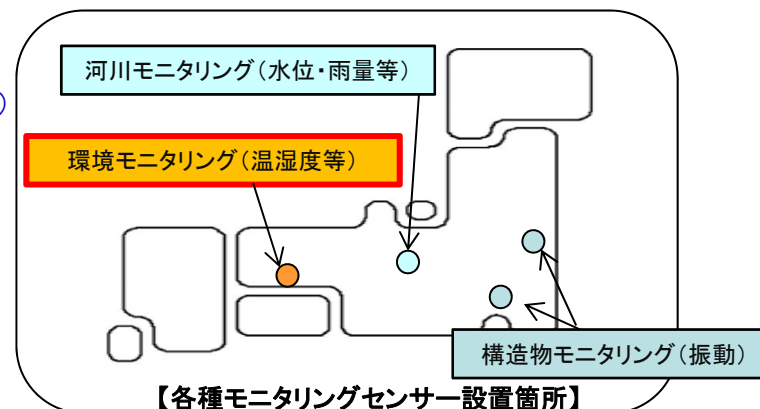 河川モニタリング（水位・雨量等）
）
環境モニタリング（温湿度等）
構造物モニタリング（振動）
【各種モニタリングセンサー設置箇所】